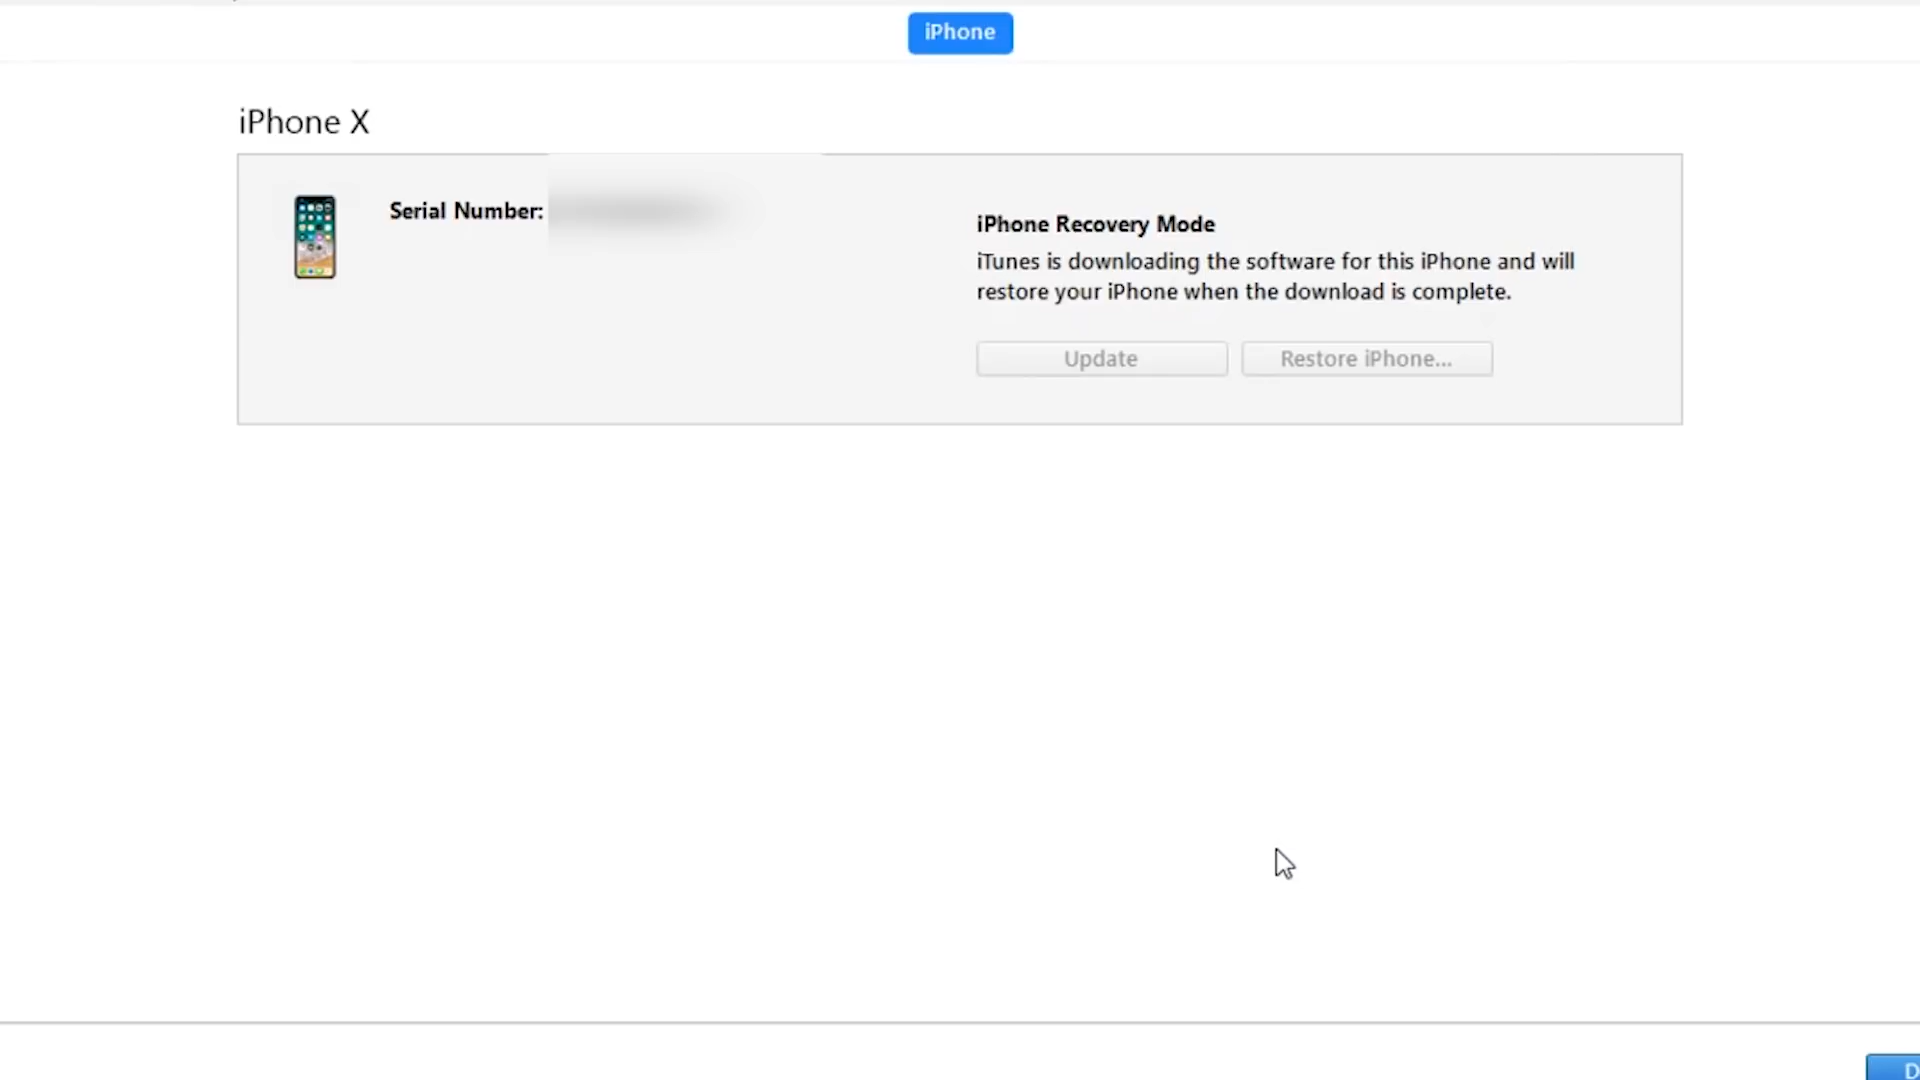 iPhone
iPhone X
Serial Number:
iPhone Recovery Mode
iTunes is downloading the software for this iPhone and will
restore your iPhone when the download is complete.
Update
Restore iPhone...